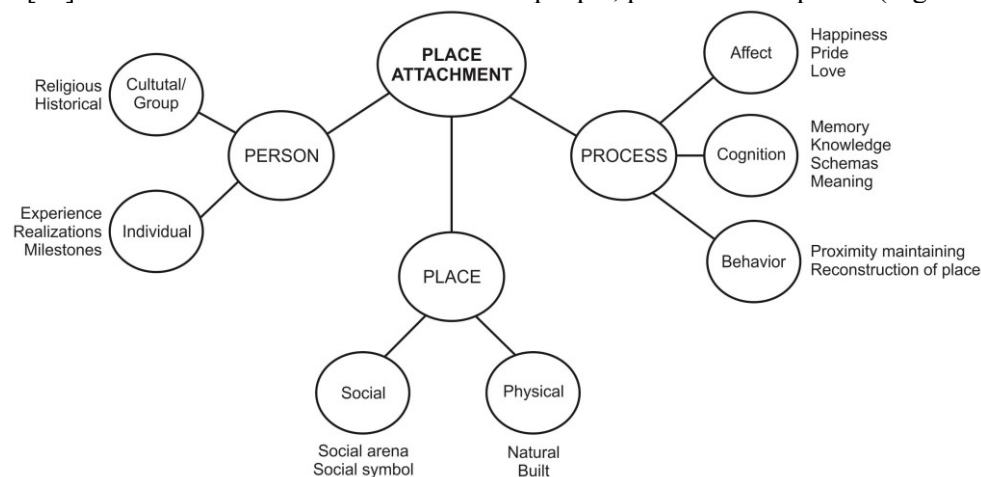 PLACE
ATTACHMENT
Religious
Historical
Cultutal/
Group
PERSON
Experience
Realizations
Milestones
Individual
PROCESS
Affect
Happiness
Pride
Love
Cognition
Memory
Knowledge
Schemas
Meaning
Behavior
Proximity maintaining
Reconstruction of place
PLACE
Social
Social arena
Social symbol
Physical
Natural
Built